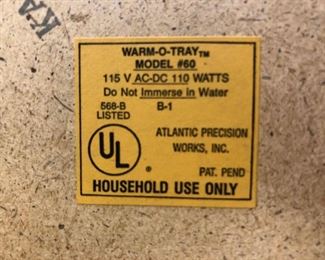 KA
WARM-O-TRAY™
MODEL #60
115 V AC-DC 110 WATTS
Do Not Immerse in Water
568-B B-1
LISTED
ATLANTIC PRECISION
WORKS, INC.
UL
®
PAT. PEND
HOUSEHOLD USE ONLY